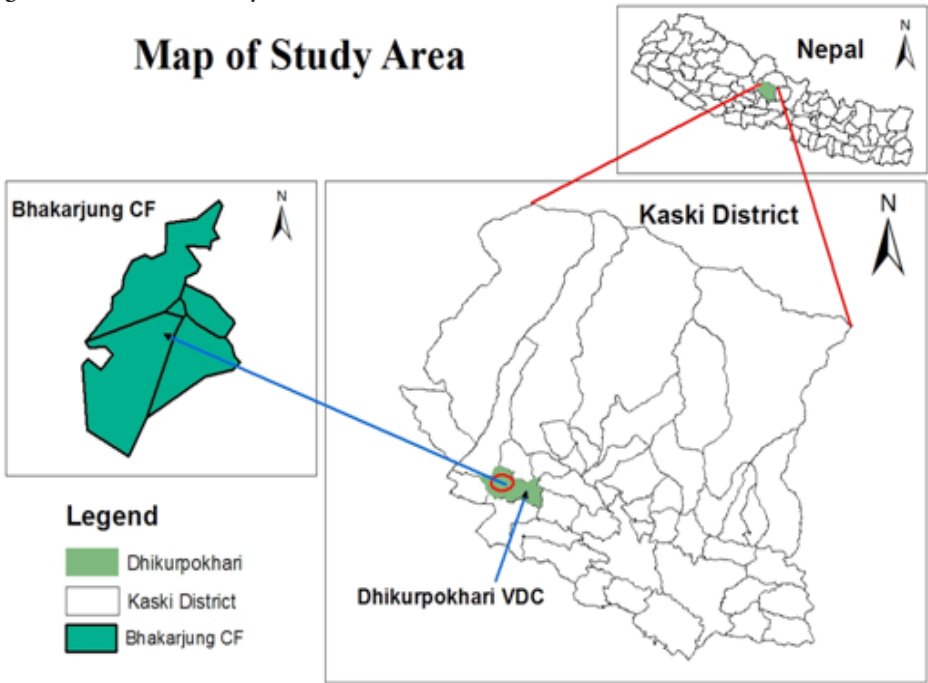 Map of Study Area
Nepal
N
Bhakarjung CF
N
Kaski District
N
Dhikurpokhari VDC
Legend
Dhikurpokhari
Kaski District
Bhakarjung CF